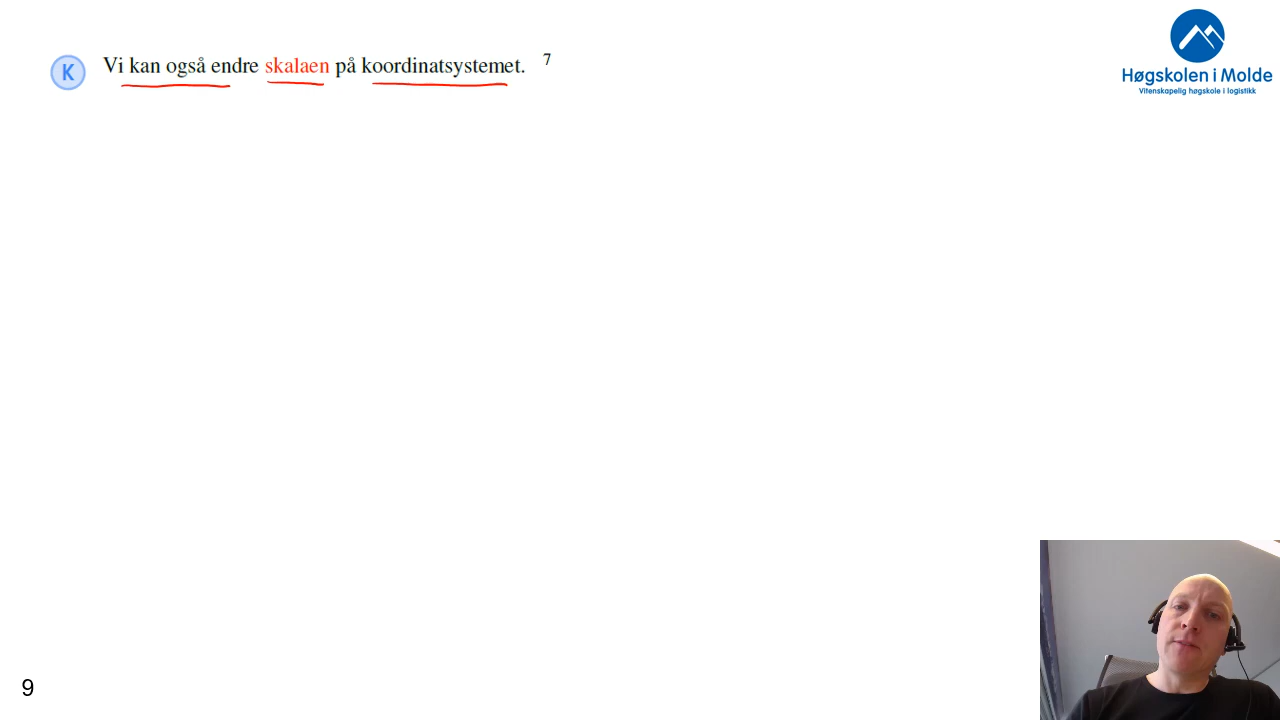 K Vi kan også endre skalaen på koordinatsystemet. 7
Høgskolen i Molde
Vitenskapelig høgskole i logistikk
9